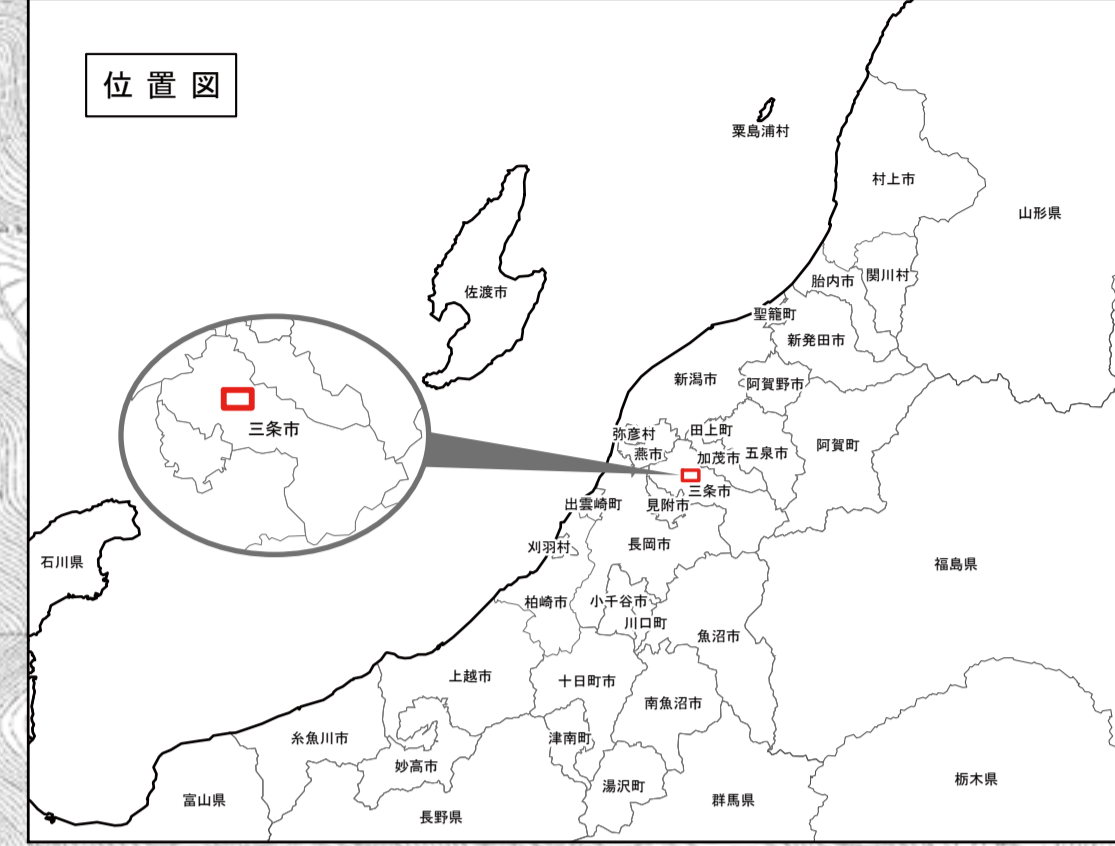 位置図
粟島浦村
村上市
山形県
関川村
胎内市
佐渡市
聖籠町
新発田市
新潟市
阿賀野市
三条市
弥彦村
田上町
燕市
加茂市
五泉市
阿賀町
三条市
出雲崎町
見附市
長岡市
刈羽村
石川県
福島県
柏崎市
小千谷市
川口町
魚沼市
上越市
十日町市
南魚沼市
糸魚川市
津南町
妙高市
湯沢町
富山県
長野県
群馬県
栃木県